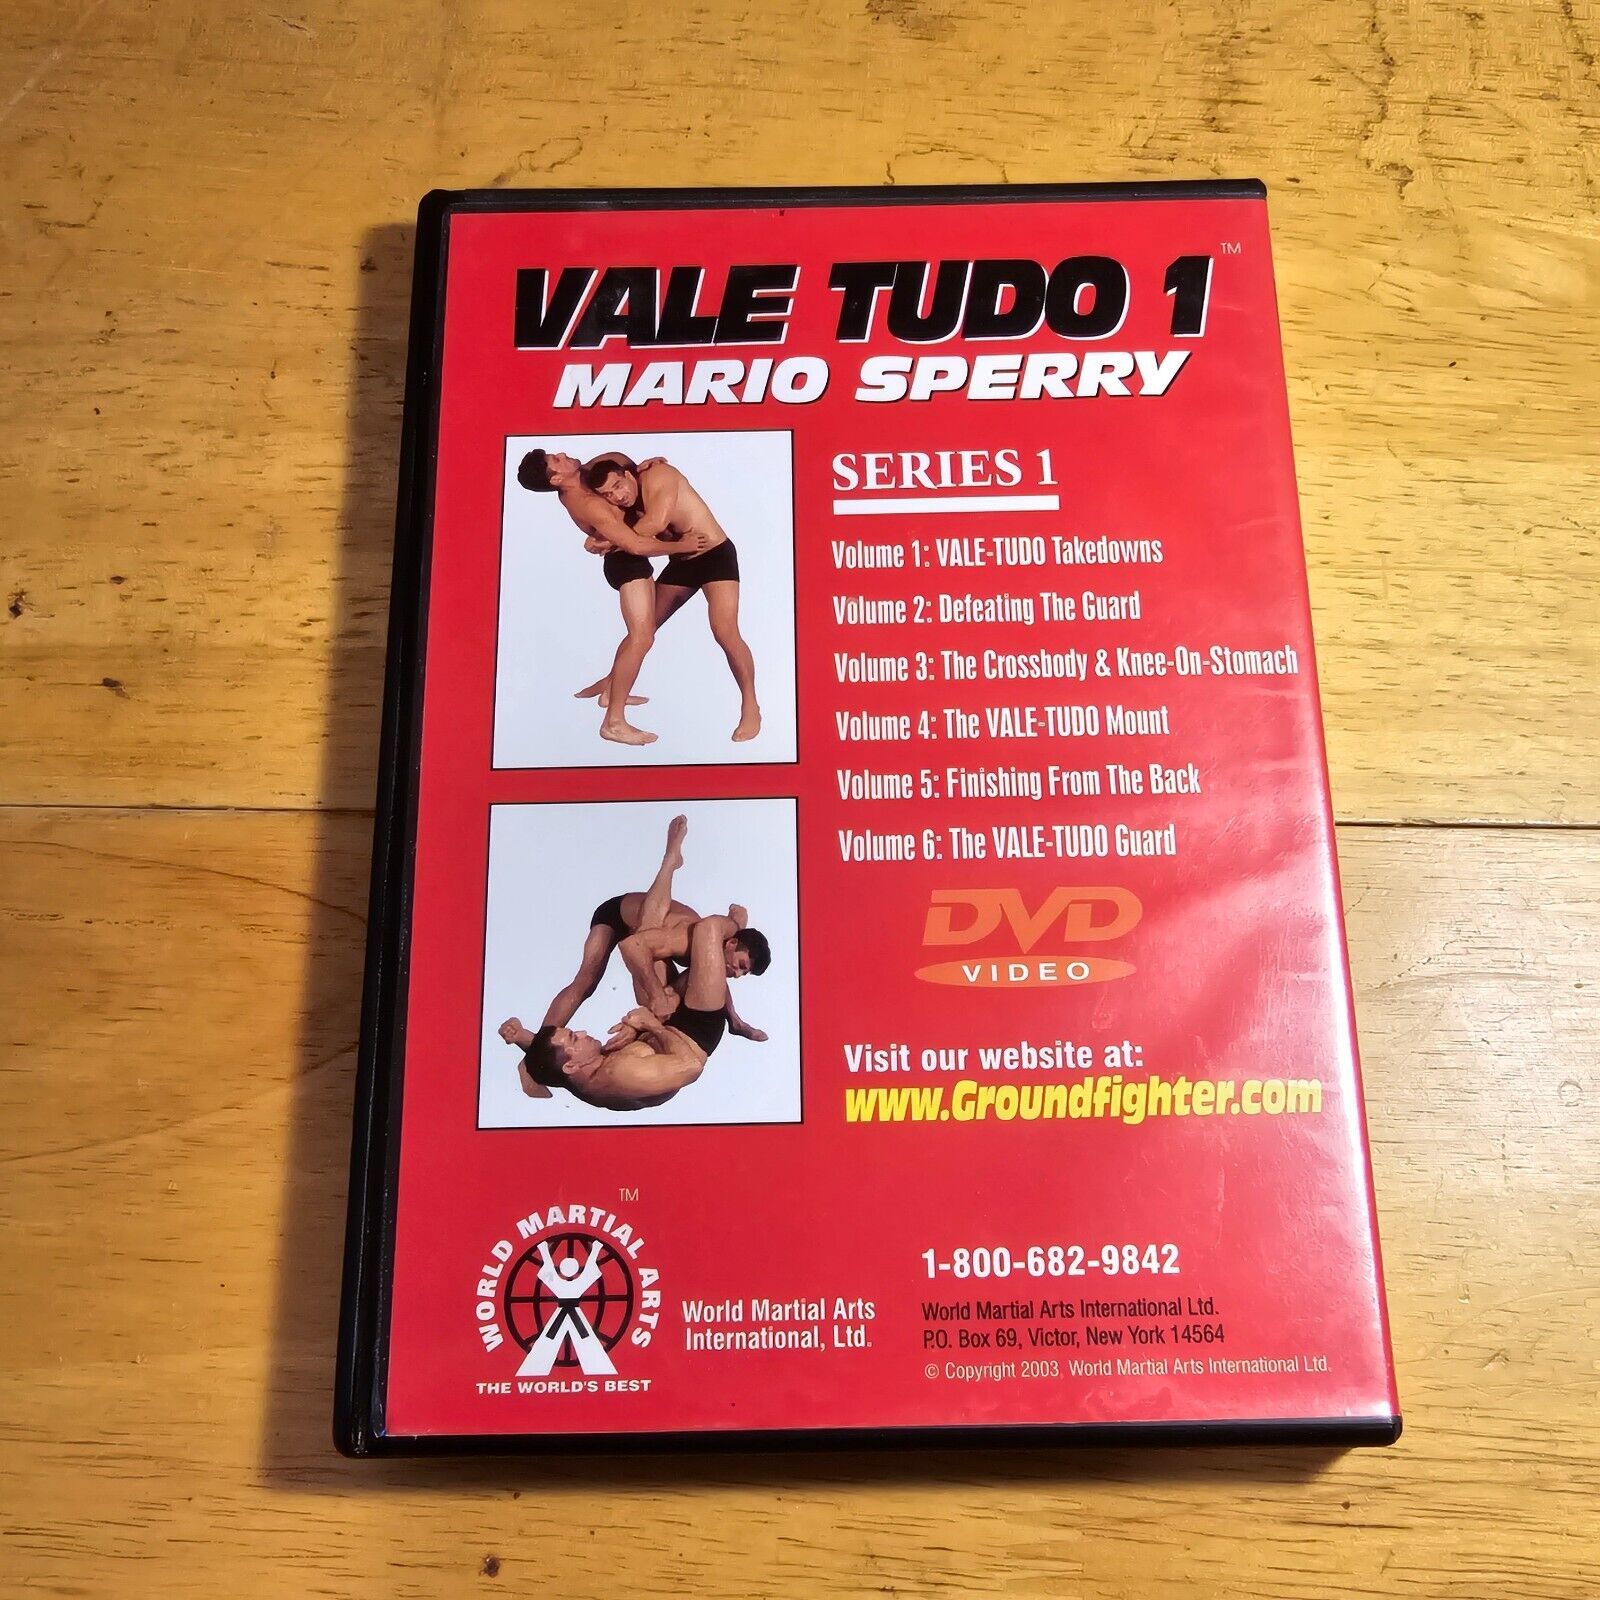 VALE TUDO 1 ™
MARIO SPERRY
SERIES 1
Volume 1: VALE-TUDO Takedowns
Volume 2: Defeating The Guard
Volume 3: The Crossbody & Knee-On-Stomach
Volume 4: The VALE-TUDO Mount
Volume 5: Finishing From The Back
Volume 6: The VALE-TUDO Guard
DVD
VIDEO
Visit our website at:
www.Groundfighter.com
WORLD MARTIAL ARTS ™
THE WORLD'S BEST
World Martial Arts
International, Ltd.
1-800-682-9842
World Martial Arts International Ltd.
P.O. Box 69, Victor, New York 14564
© Copyright 2003, World Martial Arts International Ltd.